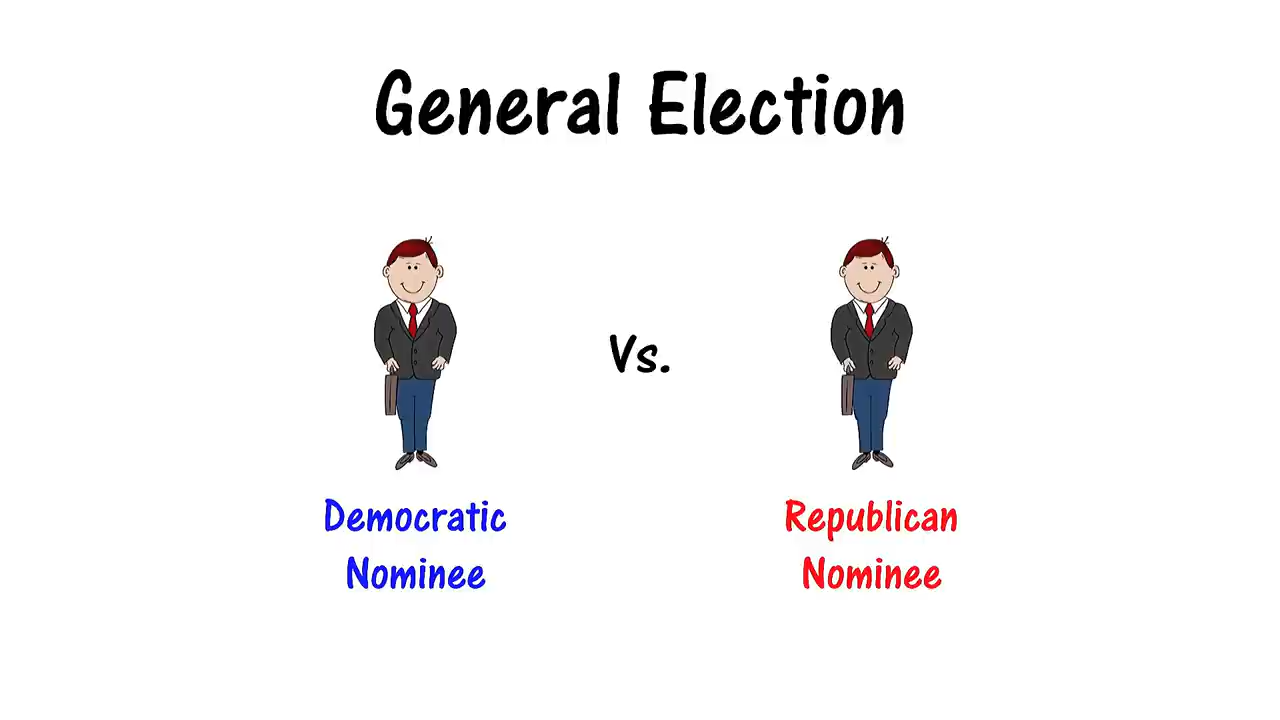 General Election
Vs.
Democratic
Nominee
Republican
Nominee